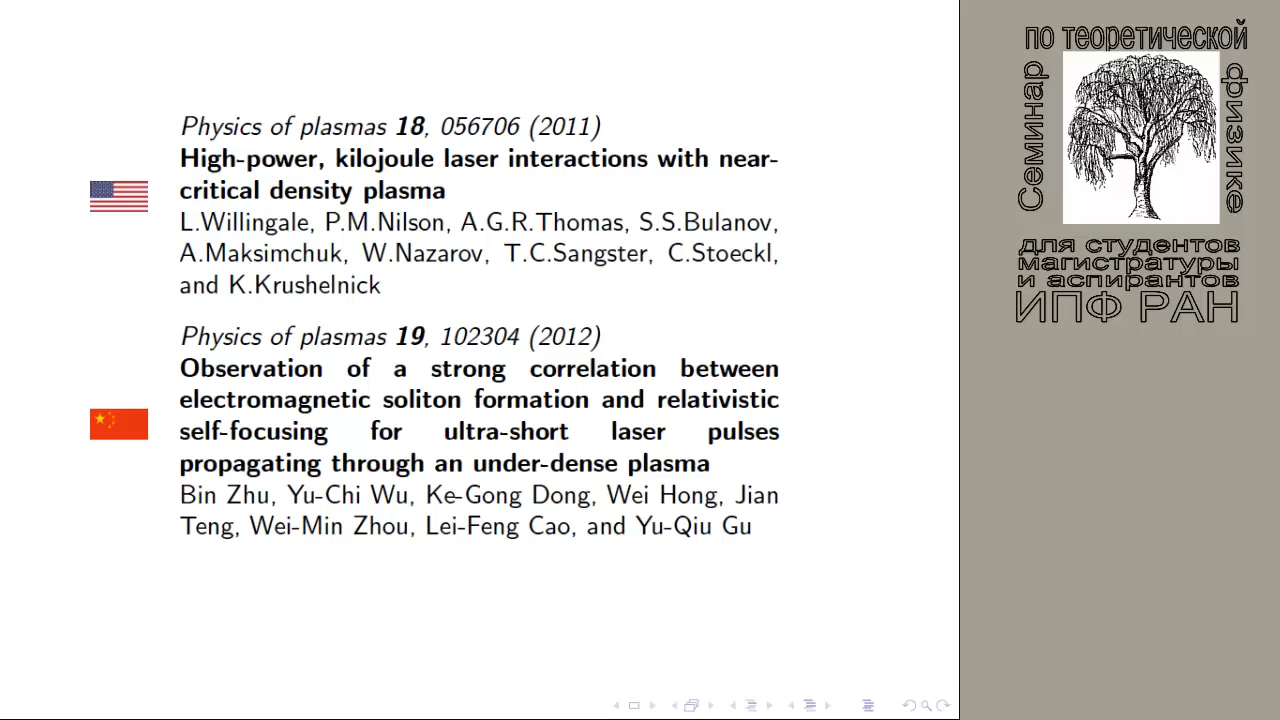 Physics of plasmas 18, 056706 (2011)
High-power, kilojoule laser interactions with near-
critical density plasma
L.Willingale, P.M.Nilson, A.G.R.Thomas, S.S.Bulanov,
A.Maksimchuk, W.Nazarov, T.C.Sangster, C.Stoeckl,
and K.Krushelnick
Physics of plasmas 19, 102304 (2012)
Observation of a strong correlation between
electromagnetic soliton formation and relativistic
self-focusing for ultra-short laser pulses
propagating through an under-dense plasma
Bin Zhu, Yu-Chi Wu, Ke-Gong Dong, Wei Hong, Jian
Teng, Wei-Min Zhou, Lei-Feng Cao, and Yu-Qiu Gu
Семинар
по теоретической
физике
для студентов
магистратуры
и аспирантов
ИПФ РАН